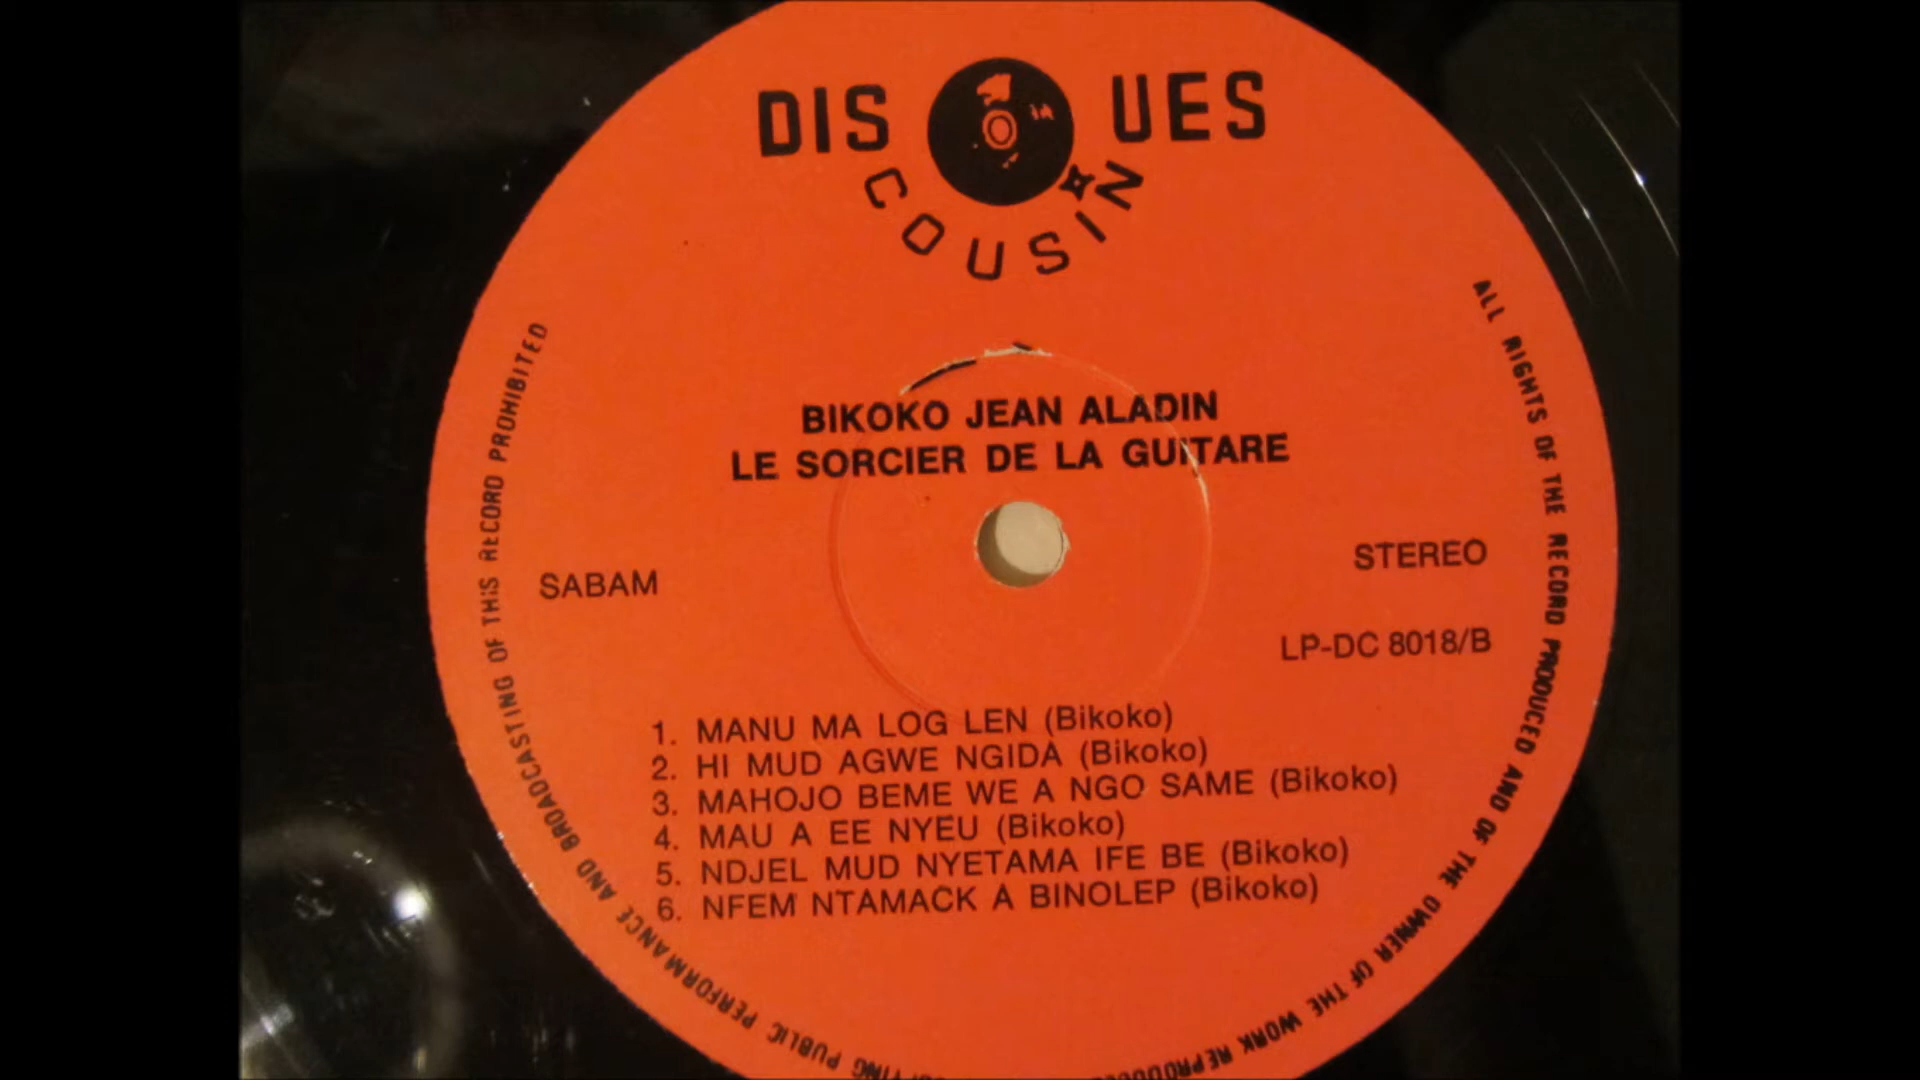 DISQUES
COUSIN
BIKOKO JEAN ALADIN
LE SORCIER DE LA GUITARE
SABAM
STEREO
LP-DC 8018/B
1. MANU MA LOG LEN (Bikoko)
2. HI MUD AGWE NGIDA (Bikoko)
3. MAHOJO BEME WE A NGO SAME (Bikoko)
4. MAU A EE NYEU (Bikoko)
5. NDJEL MUD NYETAMA IFE BE (Bikoko)
6. NFEM NTAMACK A BINOLEP (Bikoko)
ALL RIGHTS OF THE RECORD PRODUCED AND OF THE OWNER OF THE WORK PUBLIC PERFORMANCE AND BROADCASTING OF THIS RECORD PROHIBITED